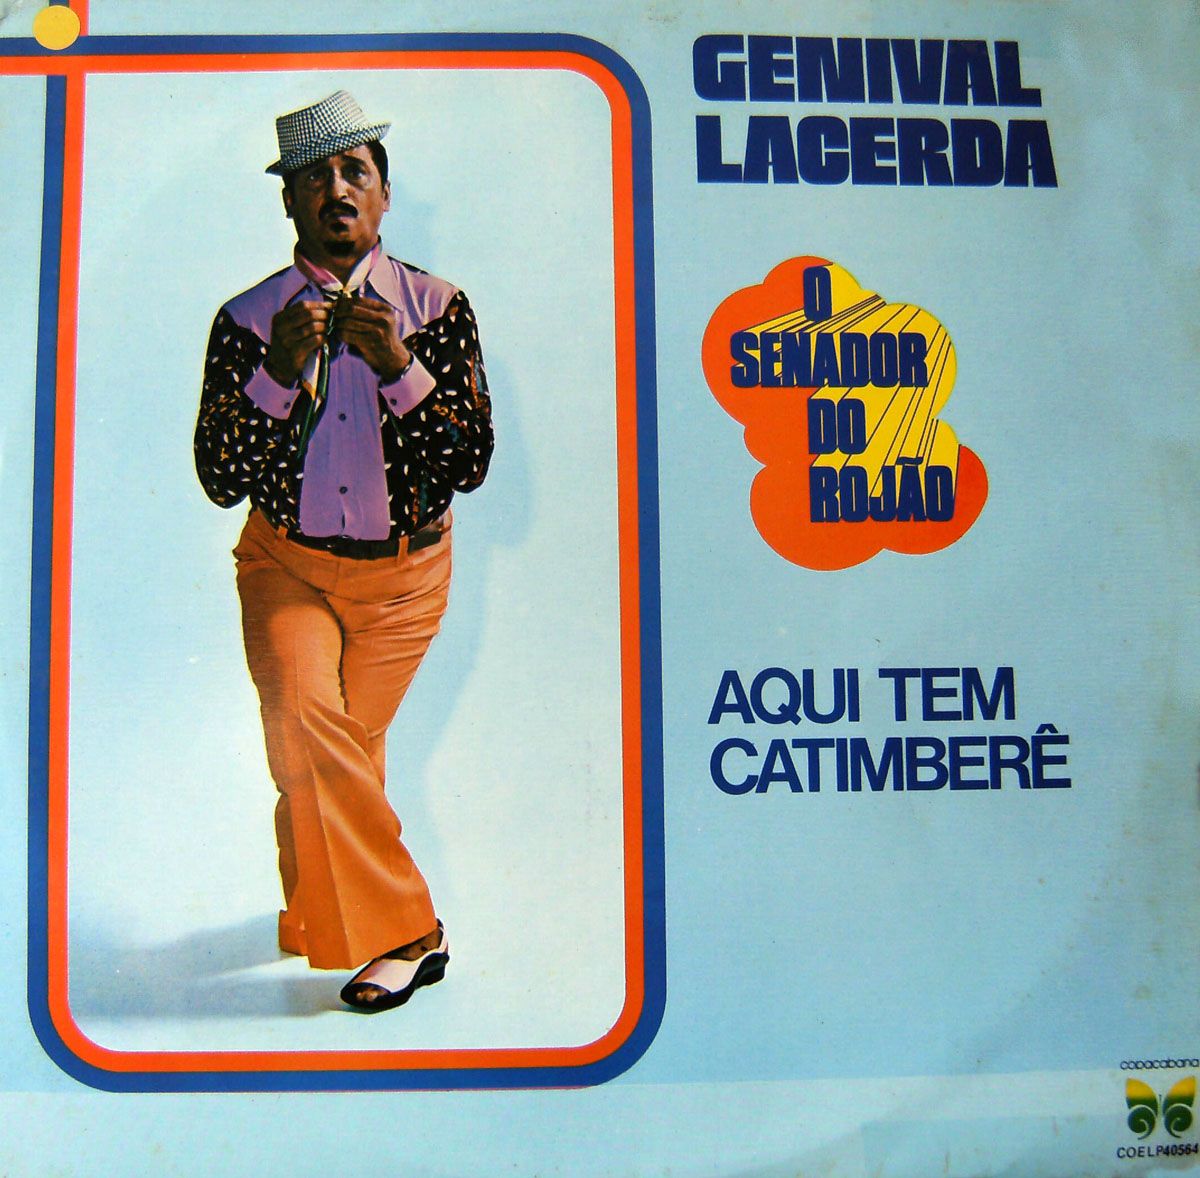 GENIVAL
LACERDA
O
SENADOR
DO
ROJÃO
AQUI TEM
CATIMBERÊ
copacabana
COELP40564